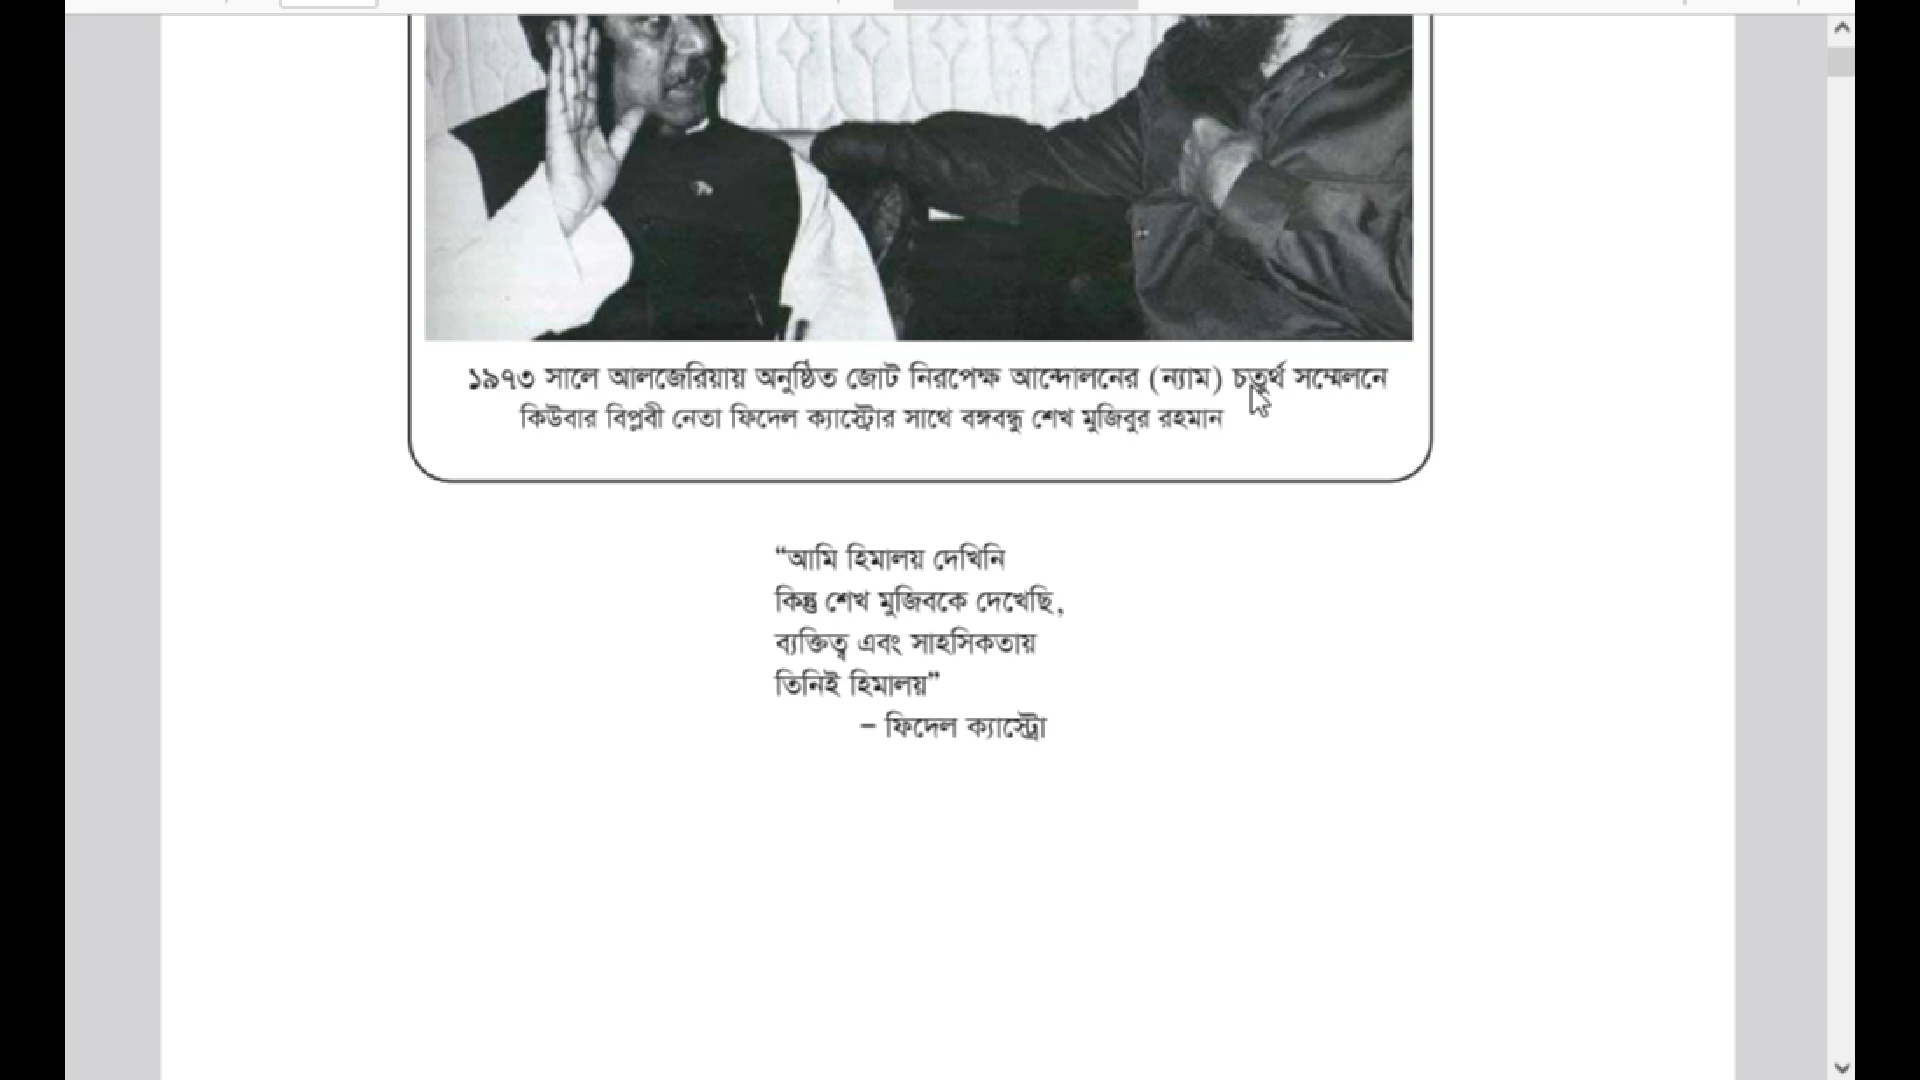 ১৯৭৩ সালে আলজেরিয়ায় অনুষ্ঠিত জোট নিরপেক্ষ আন্দোলনের (ন্যাম) চতুর্থ সম্মেলনে
কিউবার বিপ্লবী নেতা ফিদেল ক্যাস্ট্রোর সাথে বঙ্গবন্ধু শেখ মুজিবুর রহমান
“আমি হিমালয় দেখিনি
কিন্তু শেখ মুজিবকে দেখেছি,
ব্যক্তিত্ব এবং সাহসিকতায়
তিনিই হিমালয়”
– ফিদেল ক্যাস্ট্রো